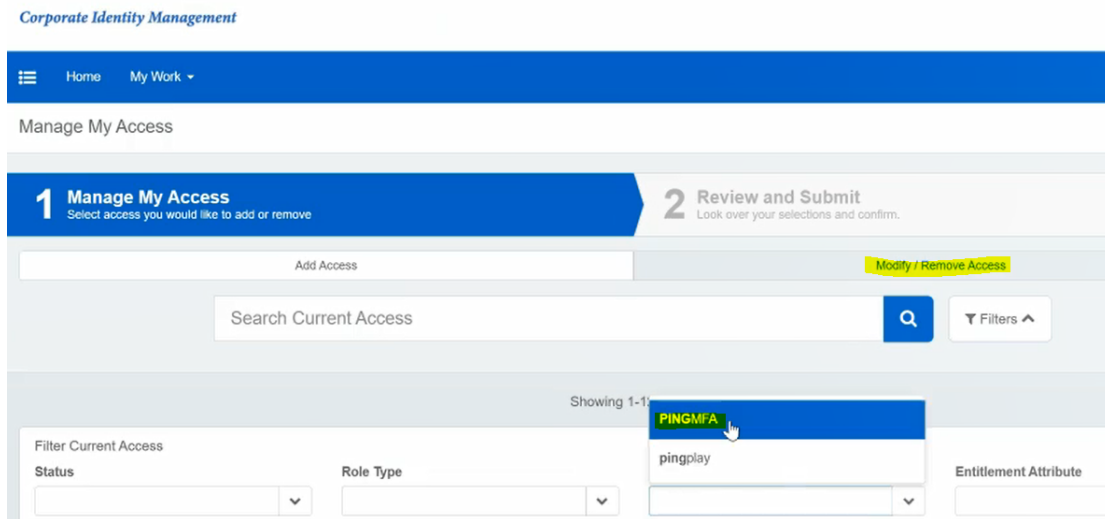 Corporate Identity Management
Home My Work
Manage My Access
1 Manage My Access
Select access you would like to add or remove
2 Review and Submit
Look over your selections and confirm.
Add Access
Modify / Remove Access
Search Current Access
Filters
Showing
PINGMFA
pingplay
Filter Current Access
Status
Role Type
Entitlement Attribute